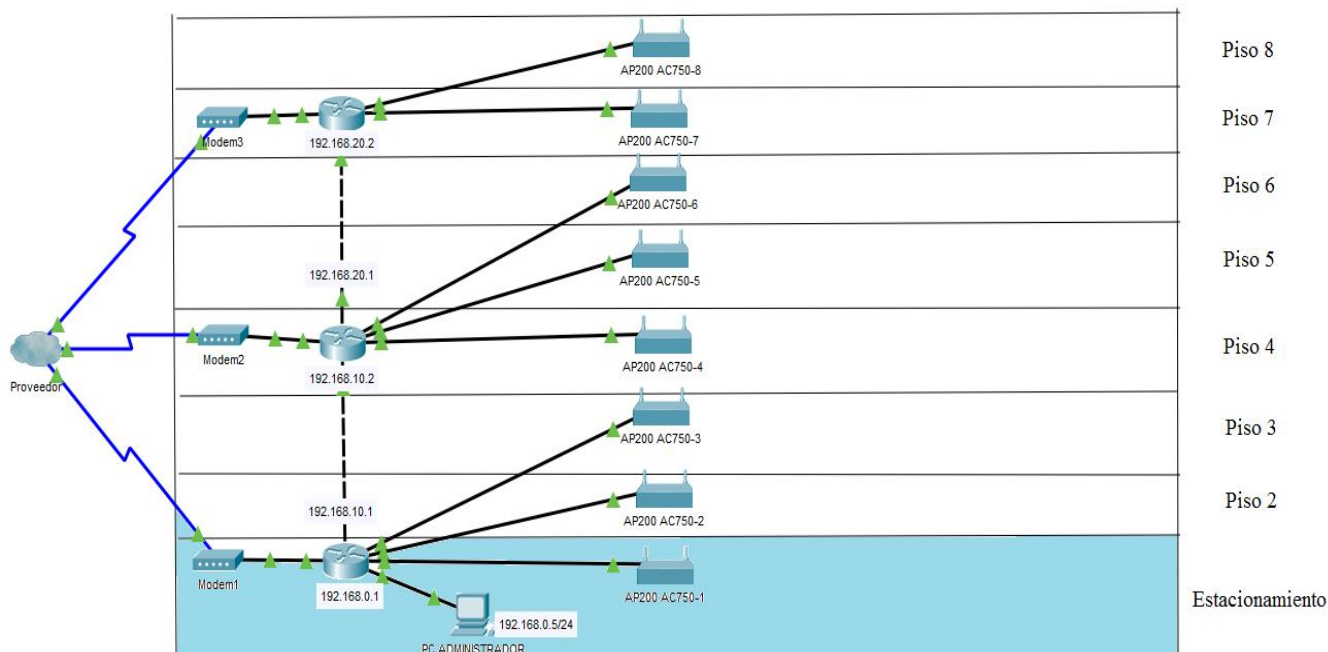 AP200 AC750-8
Piso 8
Modem3
192.168.20.2
AP200 AC750-7
Piso 7
AP200 AC750-6
Piso 6
192.168.20.1
AP200 AC750-5
Piso 5
Proveedor
Modem2
192.168.10.2
AP200 AC750-4
Piso 4
AP200 AC750-3
Piso 3
192.168.10.1
AP200 AC750-2
Piso 2
Modem1
192.168.0.1
AP200 AC750-1
192.168.0.5/24
PC ADMINISTRADOR
Estacionamiento